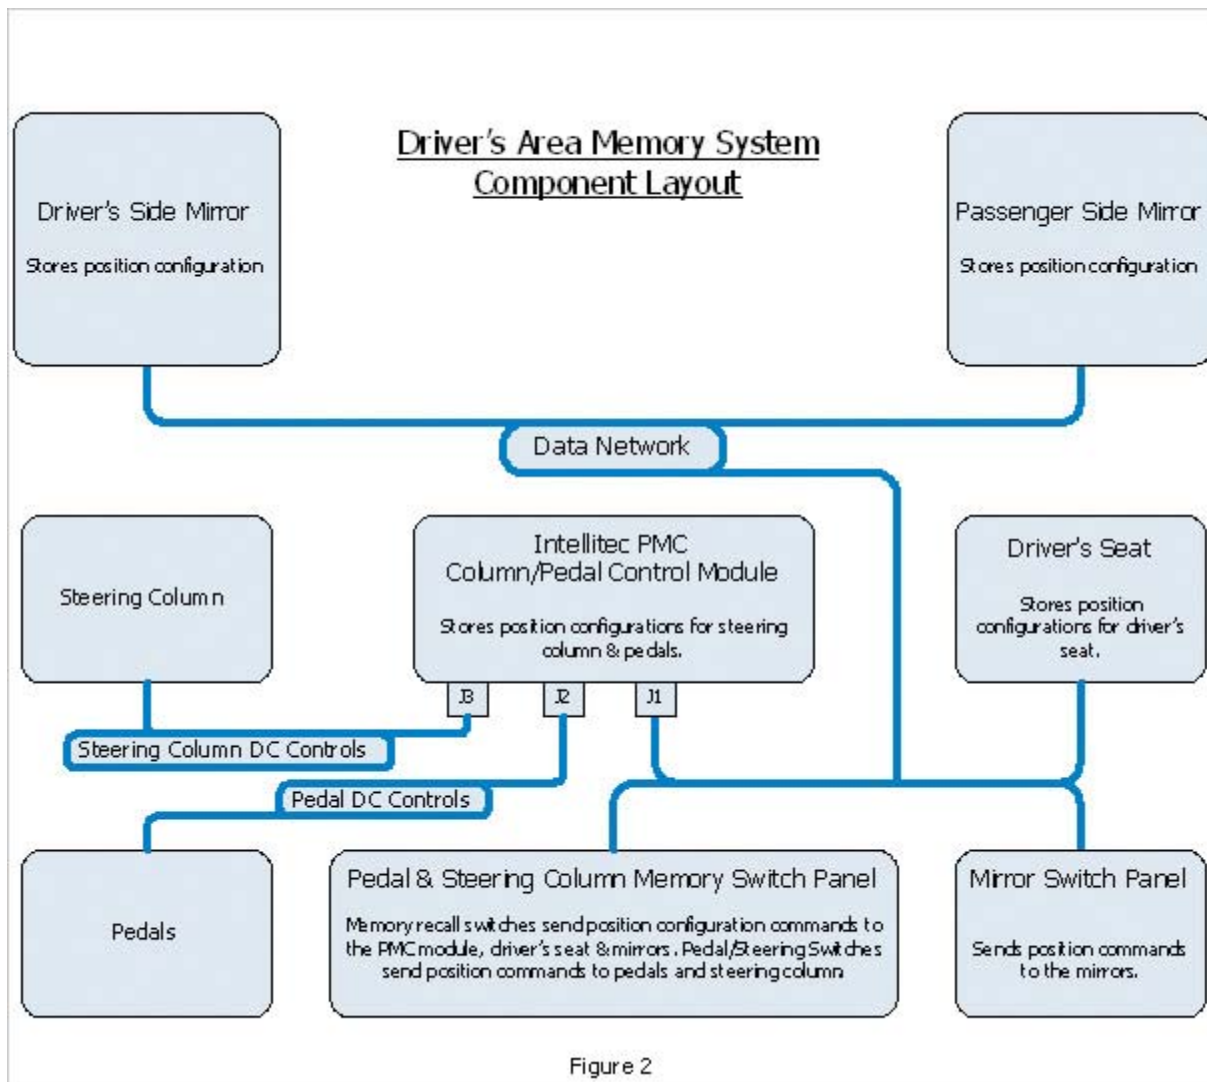 Driver's Area Memory System
Component Layout
Driver's Side Mirror
Stores position configuration
Passenger Side Mirror
Stores position configuration
Data Network
Steering Column
Intellitec PMC
Column/Pedal Control Module
Stores position configurations for steering
column & pedals.
J3
J2
J1
Driver's Seat
Stores position
configurations for driver's
seat.
Steering Column DC Controls
Pedal DC Controls
Pedals
Pedal & Steering Column Memory Switch Panel
Memory recall switches send position configuration commands to
the PMC module, driver's seat & mirrors. Pedal/Steering Switches
send position commands to pedals and steering column.
Mirror Switch Panel
Sends position commands
to the mirrors.
Figure 2